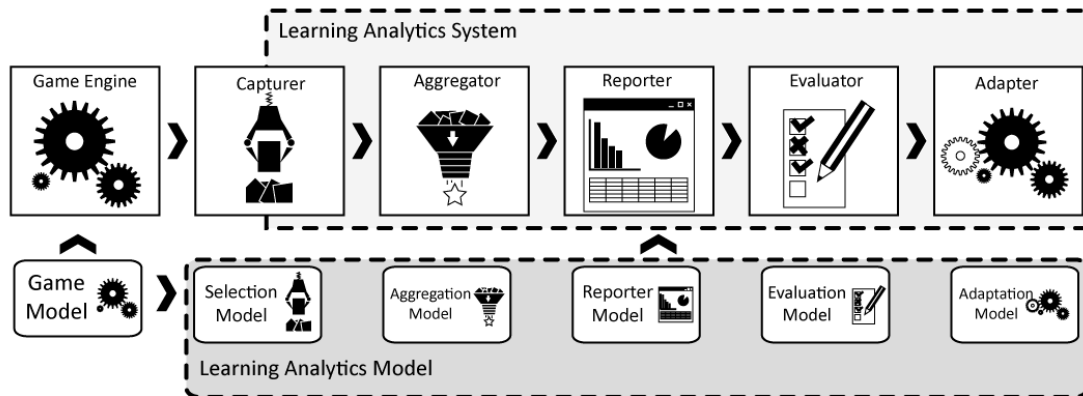 Learning Analytics System
Game Engine
Capturer
Aggregator
Reporter
Evaluator
Adapter
Game
Model
Selection
Model
Aggregation
Model
Reporter
Model
Evaluation
Model
Adaptation
Model
Learning Analytics Model